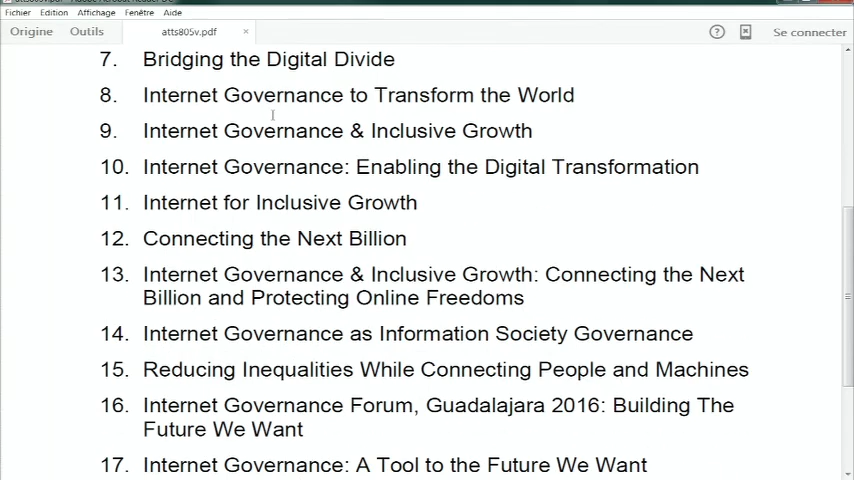 Fichier Edition Affichage Fenêtre Aide
Origine Outils atts805v.pdf × ? Se connecter
7. Bridging the Digital Divide
8. Internet Governance to Transform the World
9. Internet Governance & Inclusive Growth
10. Internet Governance: Enabling the Digital Transformation
11. Internet for Inclusive Growth
12. Connecting the Next Billion
13. Internet Governance & Inclusive Growth: Connecting the Next
Billion and Protecting Online Freedoms
14. Internet Governance as Information Society Governance
15. Reducing Inequalities While Connecting People and Machines
16. Internet Governance Forum, Guadalajara 2016: Building The
Future We Want
17. Internet Governance: A Tool to the Future We Want